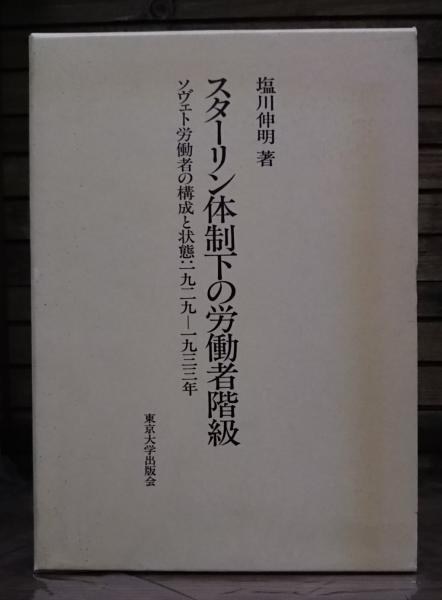 塩川伸明 著
スターリン体制下の労働者階級
ソヴェト労働者の構成と状態:一九二九―一九三三年
東京大学出版会